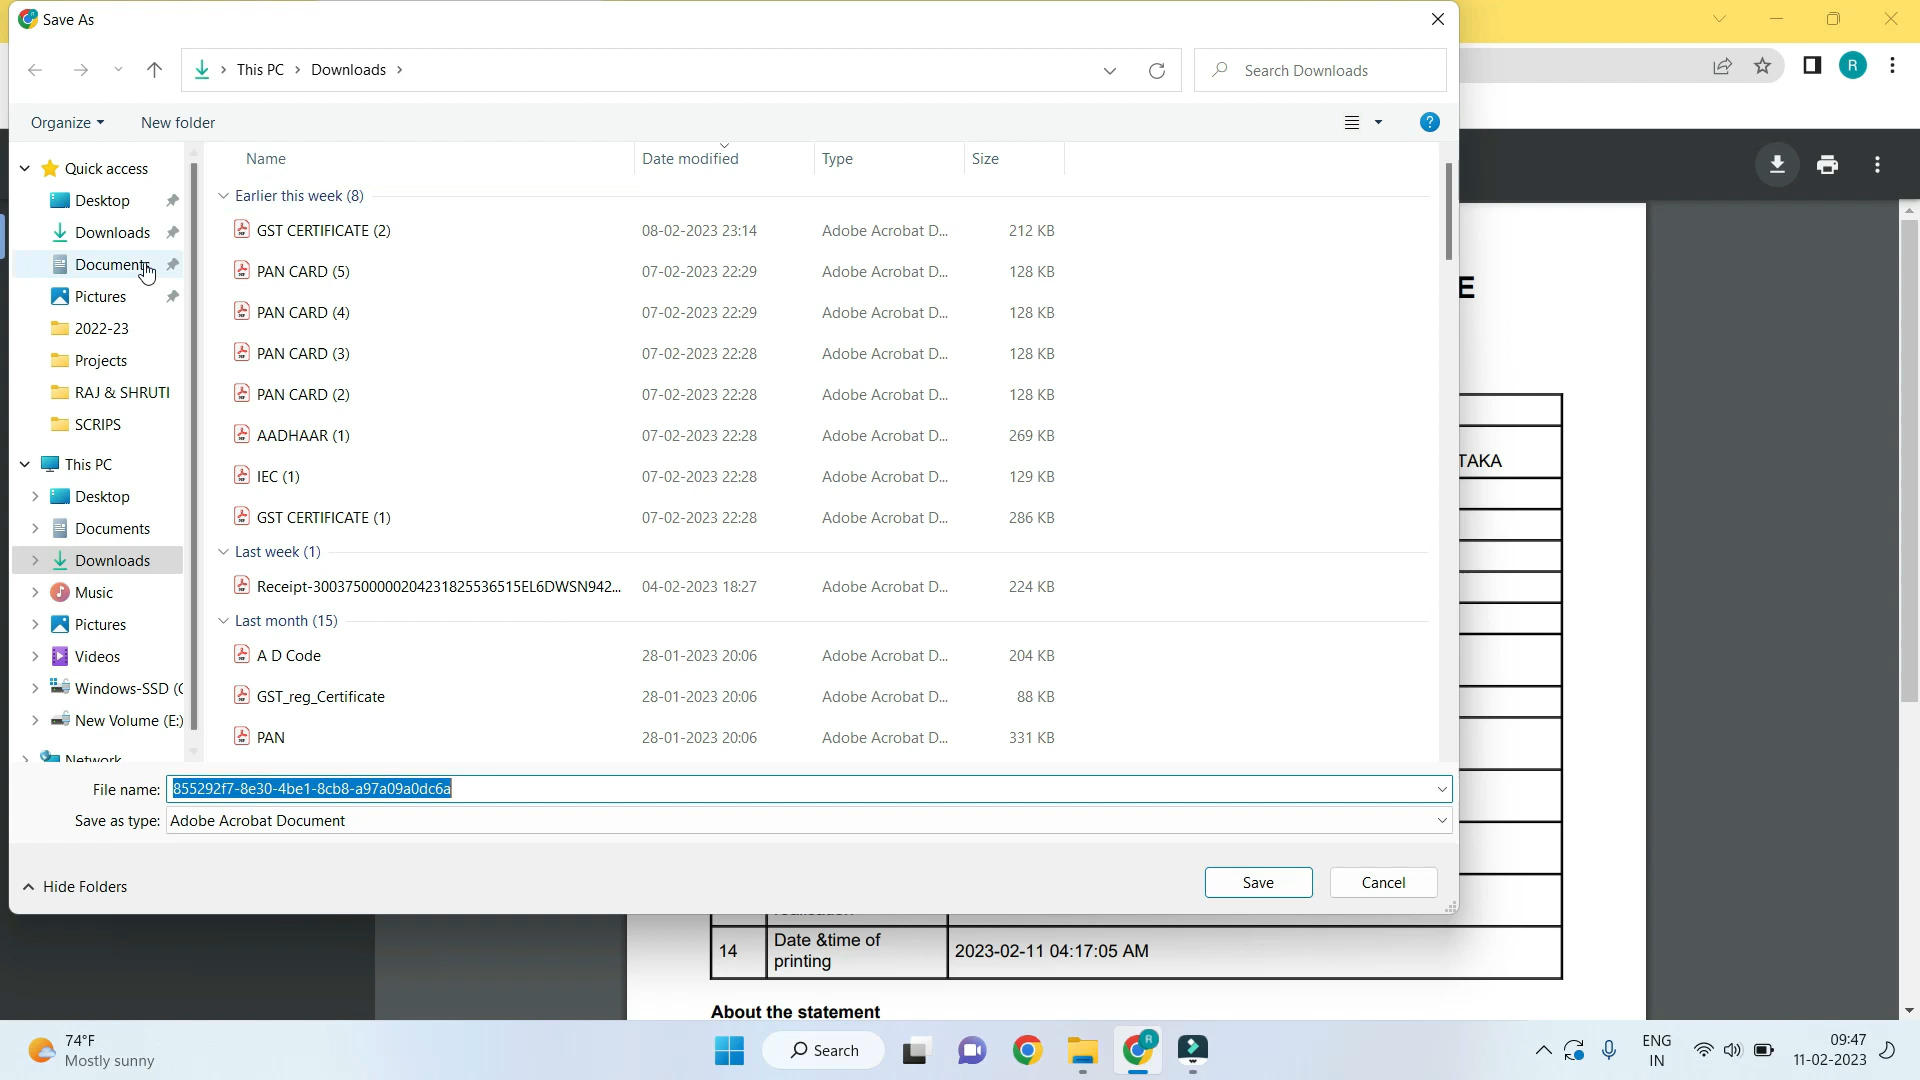 Save As
This PC > Downloads >
Search Downloads
R
Organize
New folder
?
Quick access
Desktop
Downloads
Documents
Pictures
2022-23
Projects
RAJ & SHRUTI
SCRIPS
This PC
Desktop
Documents
Downloads
Music
Pictures
Videos
Windows-SSD (C
New Volume (E:)
Network
Name Date modified Type Size
Earlier this week (8)
GST CERTIFICATE (2) 08-02-2023 23:14 Adobe Acrobat D... 212 KB
PAN CARD (5) 07-02-2023 22:29 Adobe Acrobat D... 128 KB
PAN CARD (4) 07-02-2023 22:29 Adobe Acrobat D... 128 KB
PAN CARD (3) 07-02-2023 22:28 Adobe Acrobat D... 128 KB
PAN CARD (2) 07-02-2023 22:28 Adobe Acrobat D... 128 KB
AADHAAR (1) 07-02-2023 22:28 Adobe Acrobat D... 269 KB
IEC (1) 07-02-2023 22:28 Adobe Acrobat D... 129 KB
GST CERTIFICATE (1) 07-02-2023 22:28 Adobe Acrobat D... 286 KB
Last week (1)
Receipt-30037500000204231825536515EL6DWSN942... 04-02-2023 18:27 Adobe Acrobat D... 224 KB
Last month (15)
A D Code 28-01-2023 20:06 Adobe Acrobat D... 204 KB
GST_reg_Certificate 28-01-2023 20:06 Adobe Acrobat D... 88 KB
PAN 28-01-2023 20:06 Adobe Acrobat D... 331 KB
File name: 855292f7-8e30-4be1-8cb8-a97a09a0dc6a
Save as type: Adobe Acrobat Document
Hide Folders
Save
Cancel
E
TAKA
14 Date &time of 2023-02-11 04:17:05 AM
printing
About the statement
74°F
Mostly sunny
Search
R
ENG
IN
09:47
11-02-2023